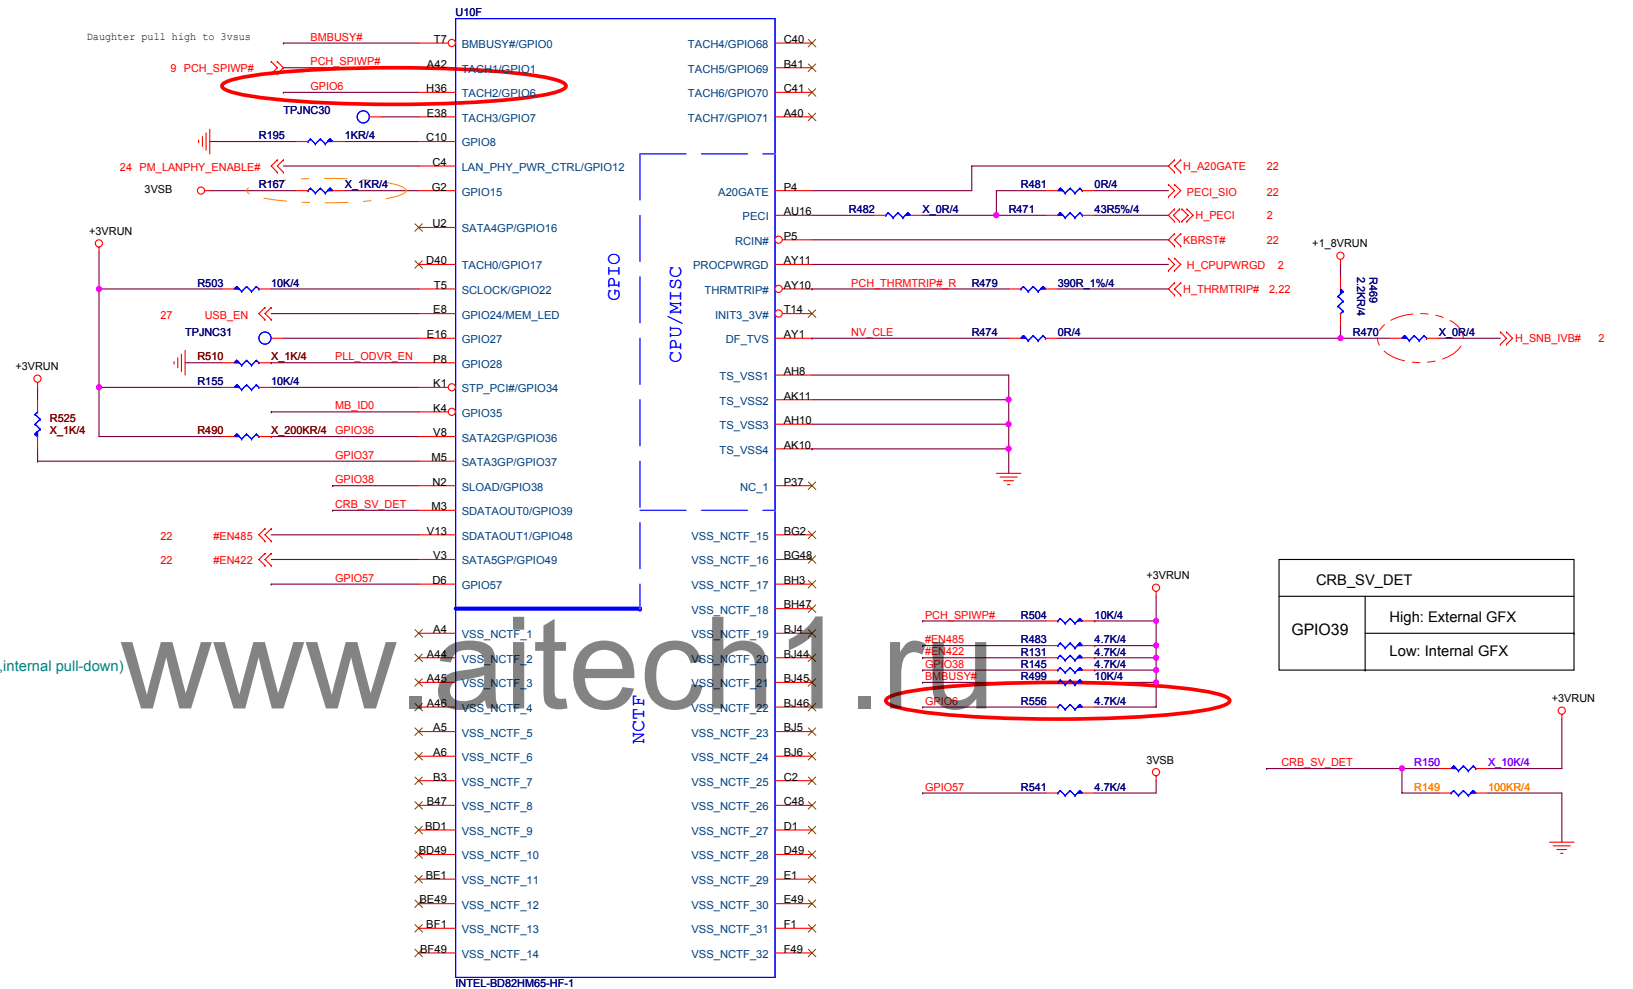 U10F
Daughter pull high to 3vsus
BMBUSY# T7 BMBUSY#/GPIO0
9 PCH_SPIWP# PCH_SPIWP# A42 TACH1/GPIO1
GPIO6 H36 TACH2/GPIO6
TPJNC30 E38 TACH3/GPIO7
R195 1KR/4 C10 GPIO8
24 PM_LANPHY_ENABLE# C4 LAN_PHY_PWR_CTRL/GPIO12
3VSB R167 X_1KR/4 G2 GPIO15
U2 SATA4GP/GPIO16
+3VRUN
D40 TACH0/GPIO17
R503 10K/4 T5 SCLOCK/GPIO22
27 USB_EN E8 GPIO24/MEM_LED
TPJNC31 E16 GPIO27
R510 X_1K/4 PLL_ODVR_EN P8 GPIO28
+3VRUN
R155 10K/4 K1 STP_PCI#/GPIO34
MB_ID0 K4 GPIO35
R525
X_1K/4
R490 X_200KR/4 GPIO36 V8 SATA2GP/GPIO36
GPIO37 M5 SATA3GP/GPIO37
GPIO38 N2 SLOAD/GPIO38
CRB_SV_DET M3 SDATAOUT0/GPIO39
22 #EN485 V13 SDATAOUT1/GPIO48
22 #EN422 V3 SATA5GP/GPIO49
GPIO57 D6 GPIO57
GPIO
CPU/MISC
NCTF
TACH4/GPIO68 C40
TACH5/GPIO69 B41
TACH6/GPIO70 C41
TACH7/GPIO71 A40
A20GATE P4 H_A20GATE 22
R481 0R/4 PECI_SIO 22
PECI AU16 R482 X_0R/4 R471 43R5%/4 H_PECI 2
RCIN# P5 KBRST# 22
PROCPWRGD AY11 H_CPUPWRGD 2
THRMTRIP# AY10 PCH_THRMTRIP#_R R479 390R_1%/4 H_THRMTRIP# 2,22
INIT3_3V# T14
+1_8VRUN
R469
2.2KR/4
DF_TVS AY1 NV_CLE R474 0R/4 R470 X_0R/4 H_SNB_IVB# 2
TS_VSS1 AH8
TS_VSS2 AK11
TS_VSS3 AH10
TS_VSS4 AK10
NC_1 P37
A4 VSS_NCTF_1
A44 VSS_NCTF_2
A45 VSS_NCTF_3
A46 VSS_NCTF_4
A5 VSS_NCTF_5
A6 VSS_NCTF_6
B3 VSS_NCTF_7
B47 VSS_NCTF_8
BD1 VSS_NCTF_9
BD49 VSS_NCTF_10
BE1 VSS_NCTF_11
BE49 VSS_NCTF_12
BF1 VSS_NCTF_13
BF49 VSS_NCTF_14
VSS_NCTF_15 BG2
VSS_NCTF_16 BG48
VSS_NCTF_17 BH3
VSS_NCTF_18 BH47
VSS_NCTF_19 BJ4
VSS_NCTF_20 BJ44
VSS_NCTF_21 BJ45
VSS_NCTF_22 BJ46
VSS_NCTF_23 BJ5
VSS_NCTF_24 BJ6
VSS_NCTF_25 C2
VSS_NCTF_26 C48
VSS_NCTF_27 D1
VSS_NCTF_28 D49
VSS_NCTF_29 E1
VSS_NCTF_30 E49
VSS_NCTF_31 F1
VSS_NCTF_32 F49
INTEL-BD82HM65-HF-1
,internal pull-down)
www.aitech1.ru
+3VRUN
PCH_SPIWP# R504 10K/4
#EN485 R483 4.7K/4
#EN422 R131 4.7K/4
GPIO38 R145 4.7K/4
BMBUSY# R499 10K/4
GPIO6 R556 4.7K/4
3VSB
GPIO57 R541 4.7K/4
CRB_SV_DET
GPIO39
High: External GFX
Low: Internal GFX
+3VRUN
CRB_SV_DET R150 X_10K/4
R149 100KR/4